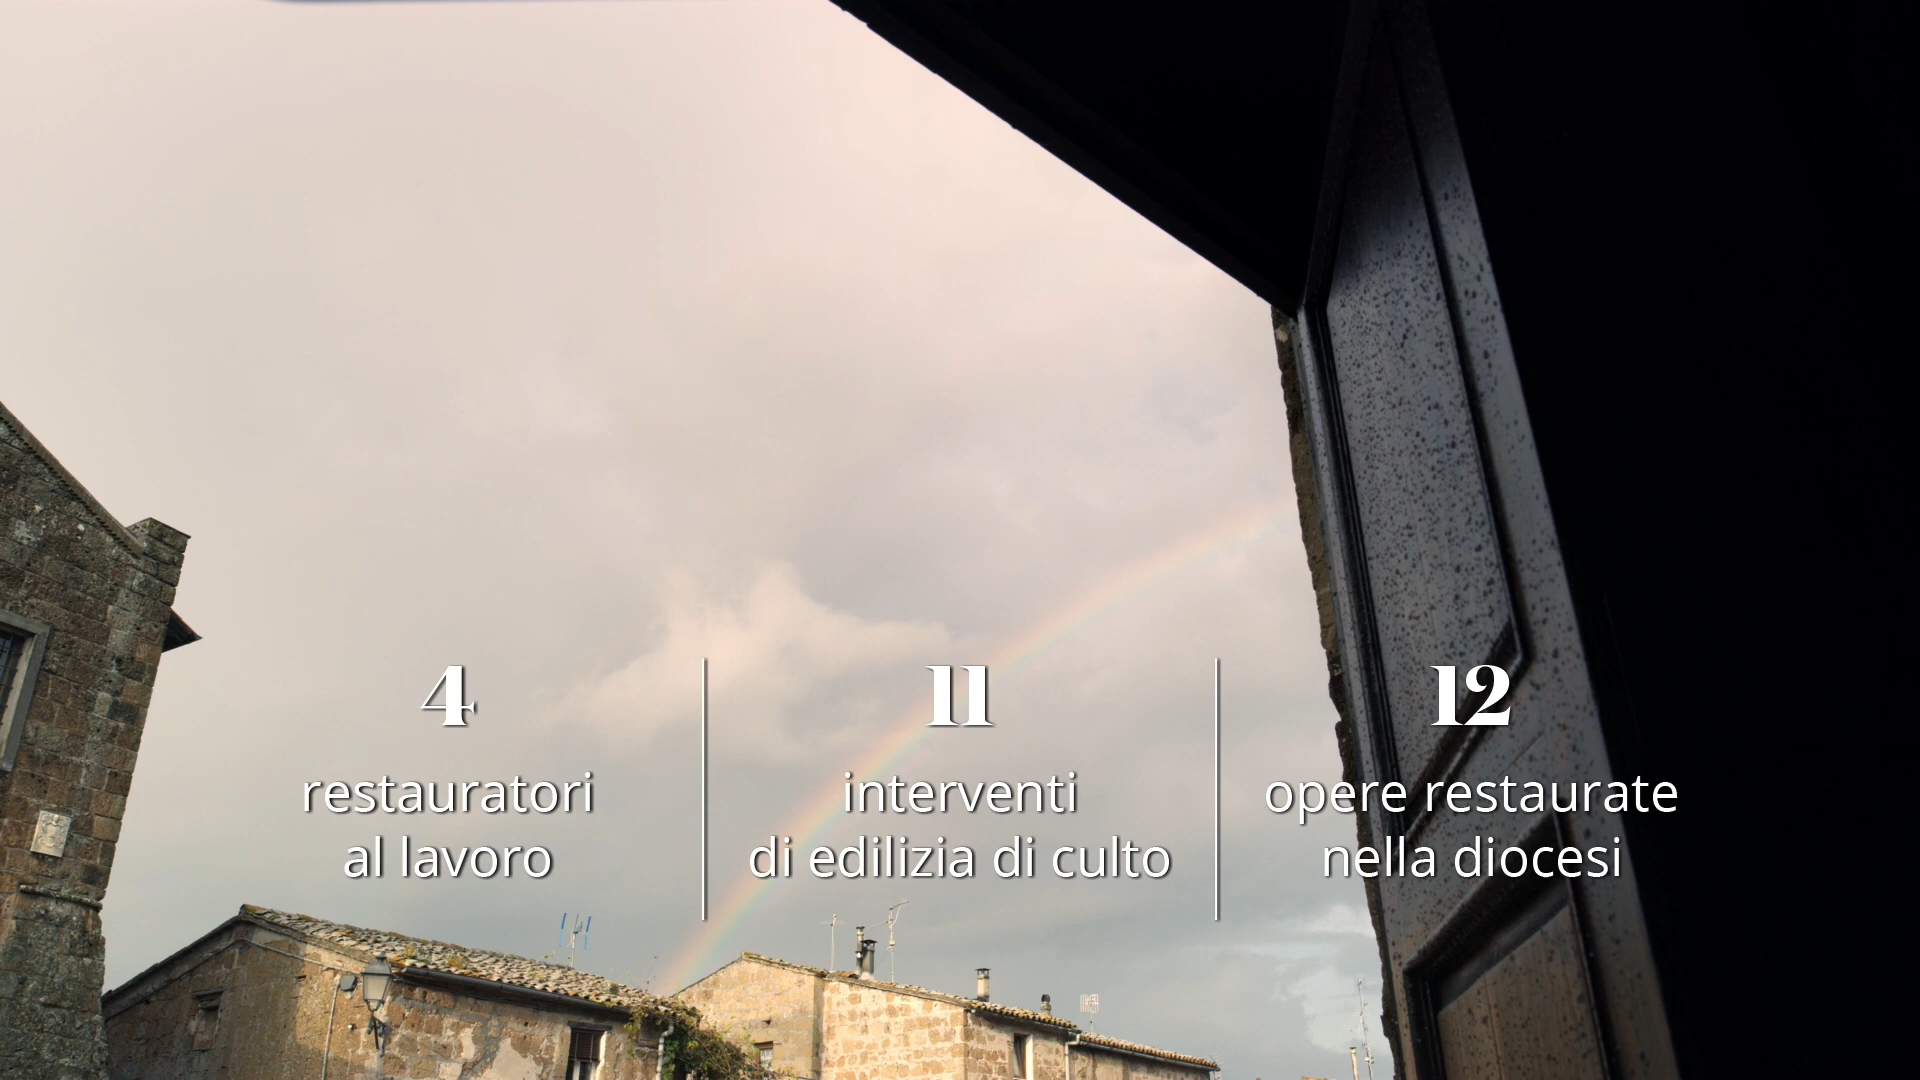 4
restauratori
al lavoro
11
interventi
di edilizia di culto
12
opere restaurate
nella diocesi